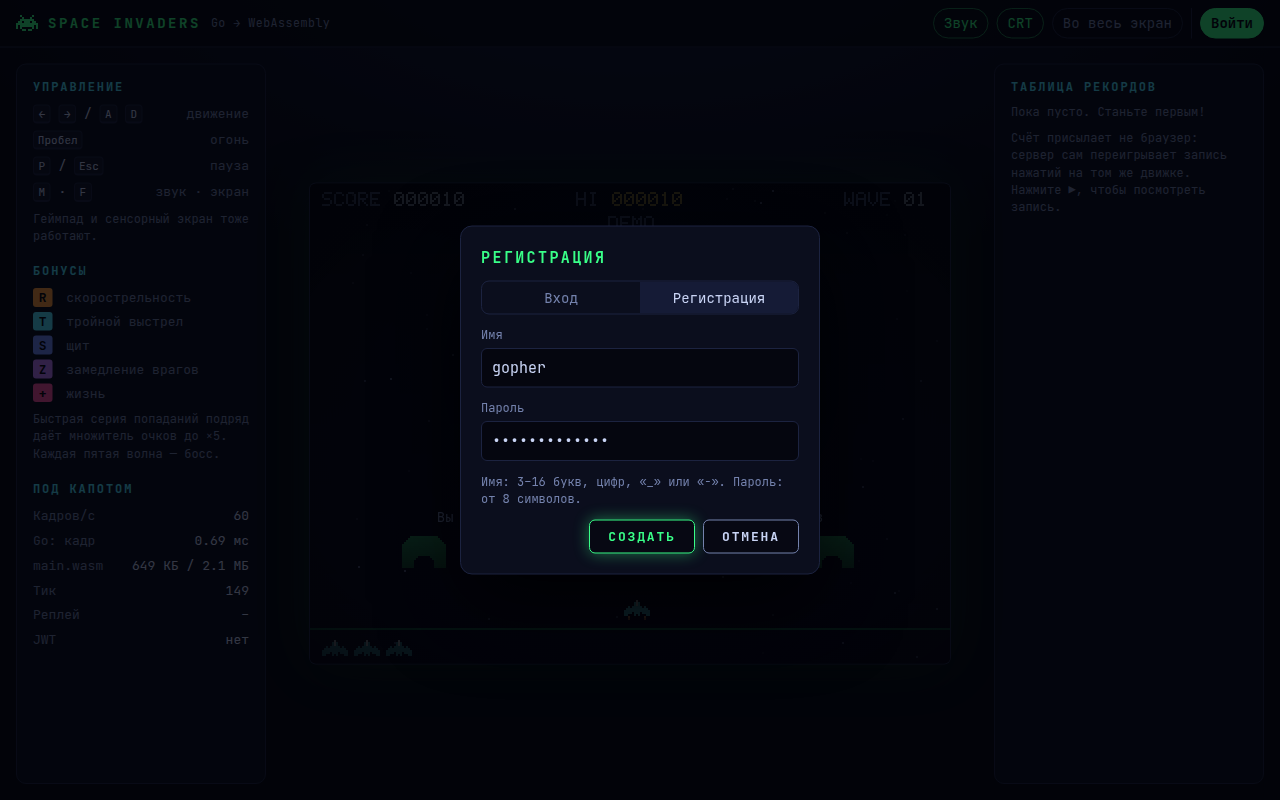 SPACE INVADERS Go → WebAssembly
Звук CRT Во весь экран Войти
УПРАВЛЕНИЕ
← → / A D движение
Пробел огонь
P / Esc пауза
M · F звук · экран
Геймпад и сенсорный экран тоже
работают.
БОНУСЫ
R скорострельность
T тройной выстрел
S щит
Z замедление врагов
+ жизнь
Быстрая серия попаданий подряд
даёт множитель очков до ×5.
Каждая пятая волна — босс.
ПОД КАПОТОМ
Кадров/с 60
Go: кадр 0.69 мс
main.wasm 649 КБ / 2.1 МБ
Тик 149
Реплей –
JWT нет
SCORE 000010 HI 000010 WAVE 01
DEMO
РЕГИСТРАЦИЯ
Вход Регистрация
Имя
gopher
Пароль
•••••••••••••
Имя: 3–16 букв, цифр, «_» или «-». Пароль:
от 8 символов.
СОЗДАТЬ ОТМЕНА
Вы
ТАБЛИЦА РЕКОРДОВ
Пока пусто. Станьте первым!
Счёт присылает не браузер:
сервер сам переигрывает запись
нажатий на том же движке.
Нажмите ►, чтобы посмотреть
запись.